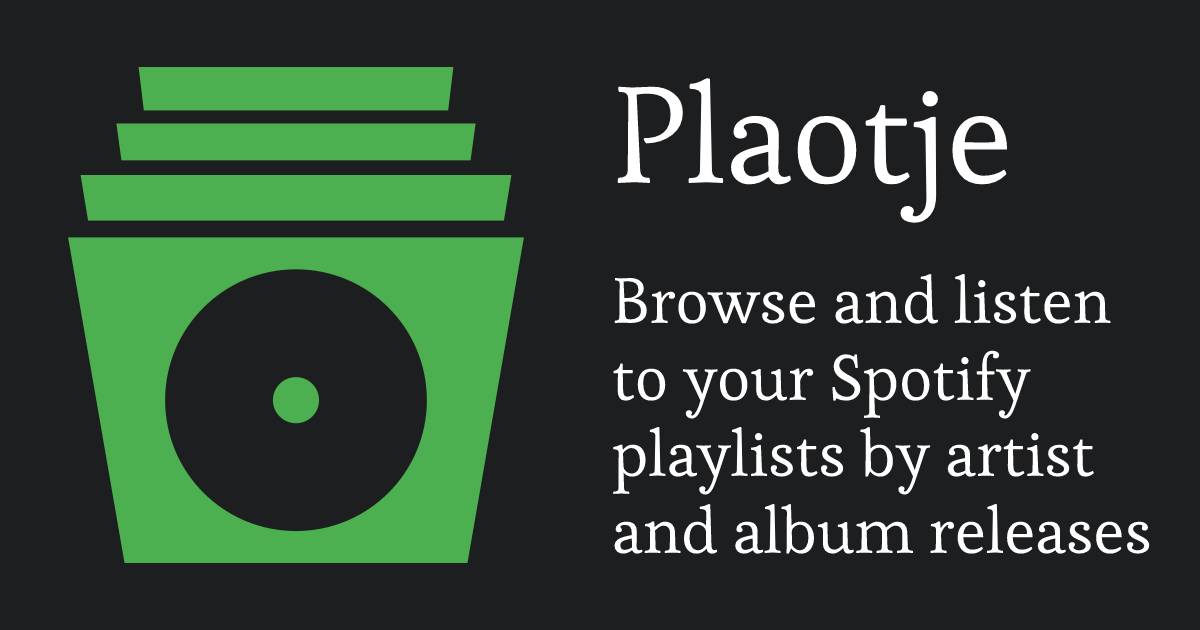 Plaotje
Browse and listen
to your Spotify
playlists by artist
and album releases